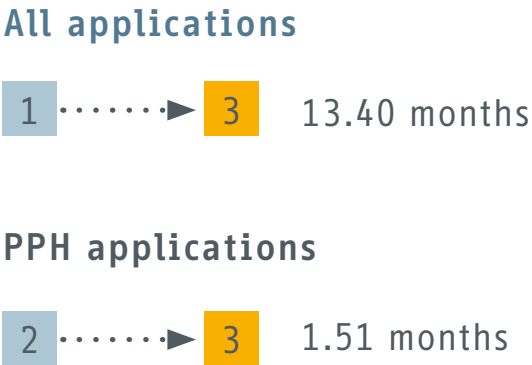 All applications
1 3 13.40 months
PPH applications
2 3 1.51 months